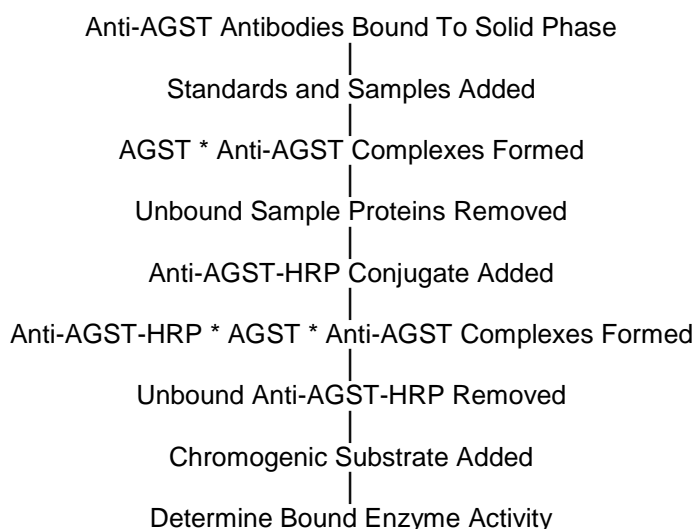 Anti-AGST Antibodies Bound To Solid Phase
Standards and Samples Added
AGST * Anti-AGST Complexes Formed
Unbound Sample Proteins Removed
Anti-AGST-HRP Conjugate Added
Anti-AGST-HRP * AGST * Anti-AGST Complexes Formed
Unbound Anti-AGST-HRP Removed
Chromogenic Substrate Added
Determine Bound Enzyme Activity